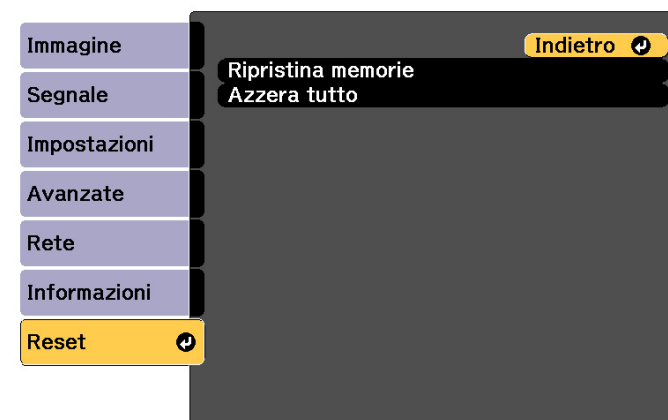 Immagine
Segnale
Impostazioni
Avanzate
Rete
Informazioni
Reset
Indietro
Ripristina memorie
Azzera tutto